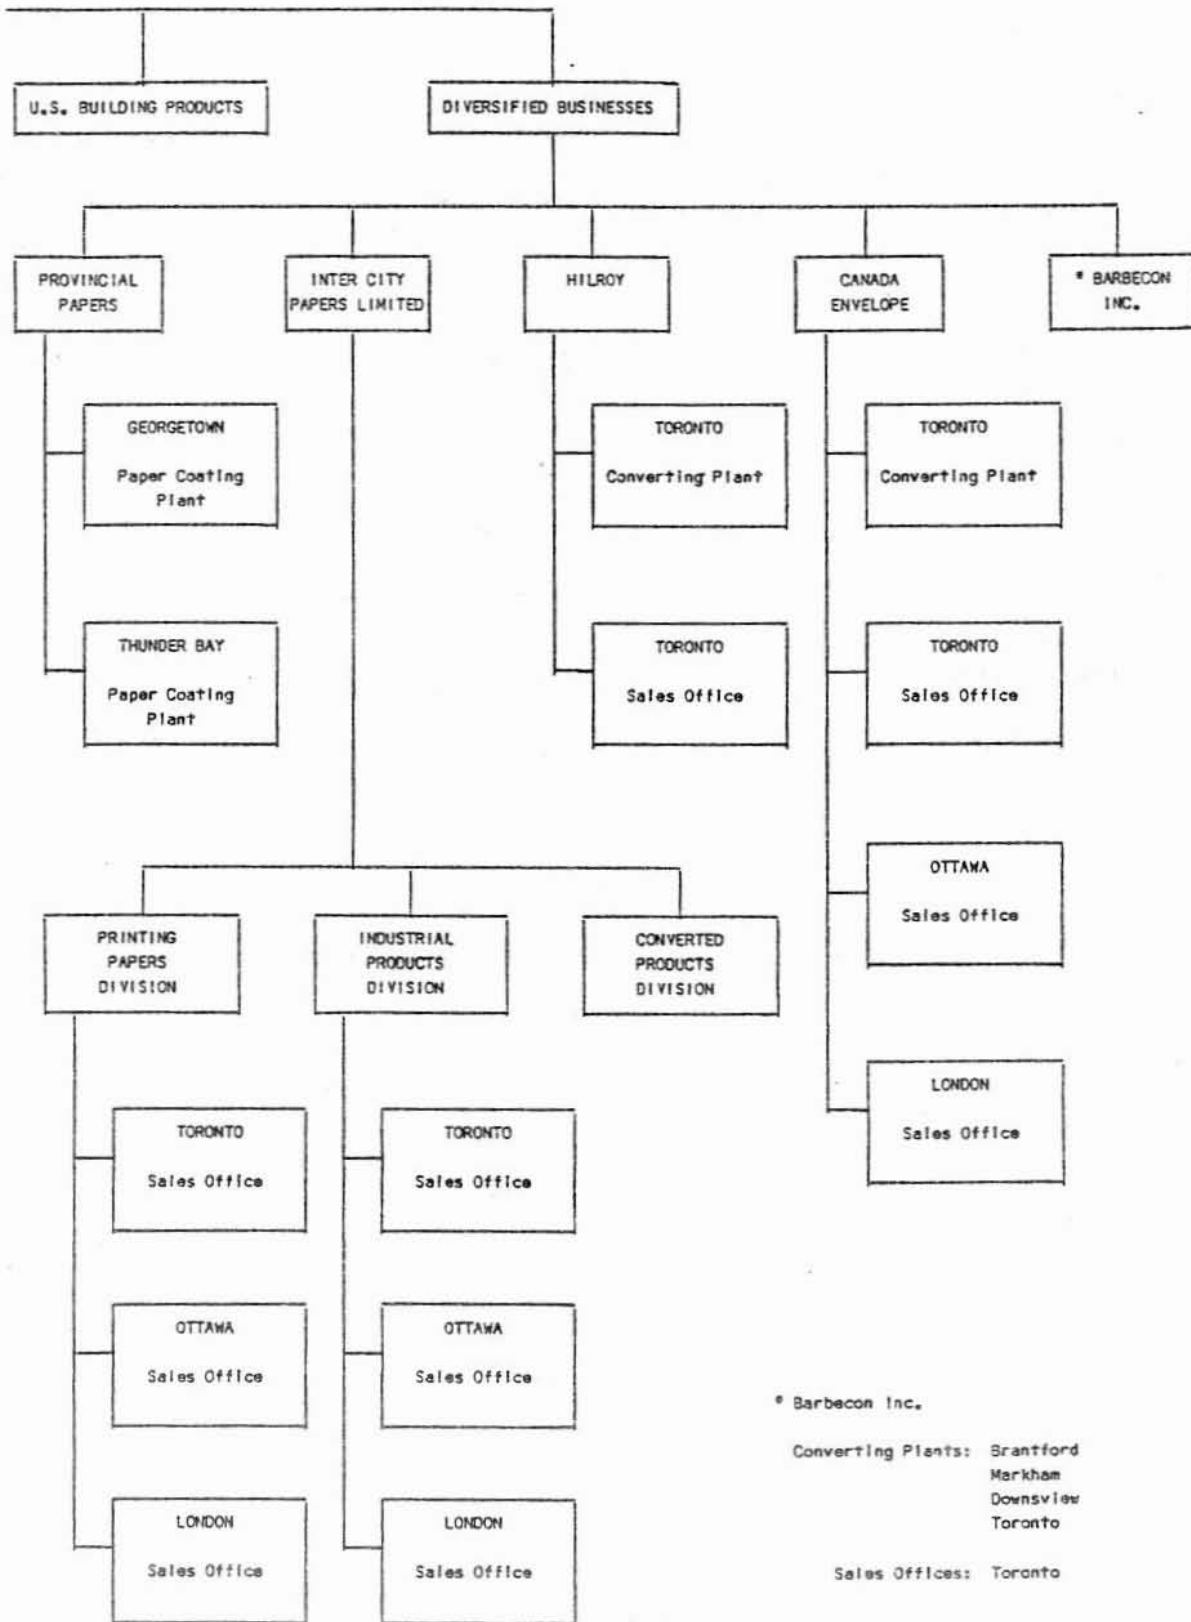 U.S. BUILDING PRODUCTS
DIVERSIFIED BUSINESSES
PROVINCIAL
PAPERS
INTER CITY
PAPERS LIMITED
HILROY
CANADA
ENVELOPE
* BARBECON
INC.
GEORGETOWN
Paper Coating
Plant
TORONTO
Converting Plant
TORONTO
Converting Plant
THUNDER BAY
Paper Coating
Plant
TORONTO
Sales Office
TORONTO
Sales Office
OTTAWA
Sales Office
PRINTING
PAPERS
DIVISION
INDUSTRIAL
PRODUCTS
DIVISION
CONVERTED
PRODUCTS
DIVISION
LONDON
Sales Office
TORONTO
Sales Office
TORONTO
Sales Office
OTTAWA
Sales Office
OTTAWA
Sales Office
LONDON
Sales Office
LONDON
Sales Office
* Barbecon Inc.
Converting Plants: Brantford
Markham
Downsview
Toronto
Sales Offices: Toronto